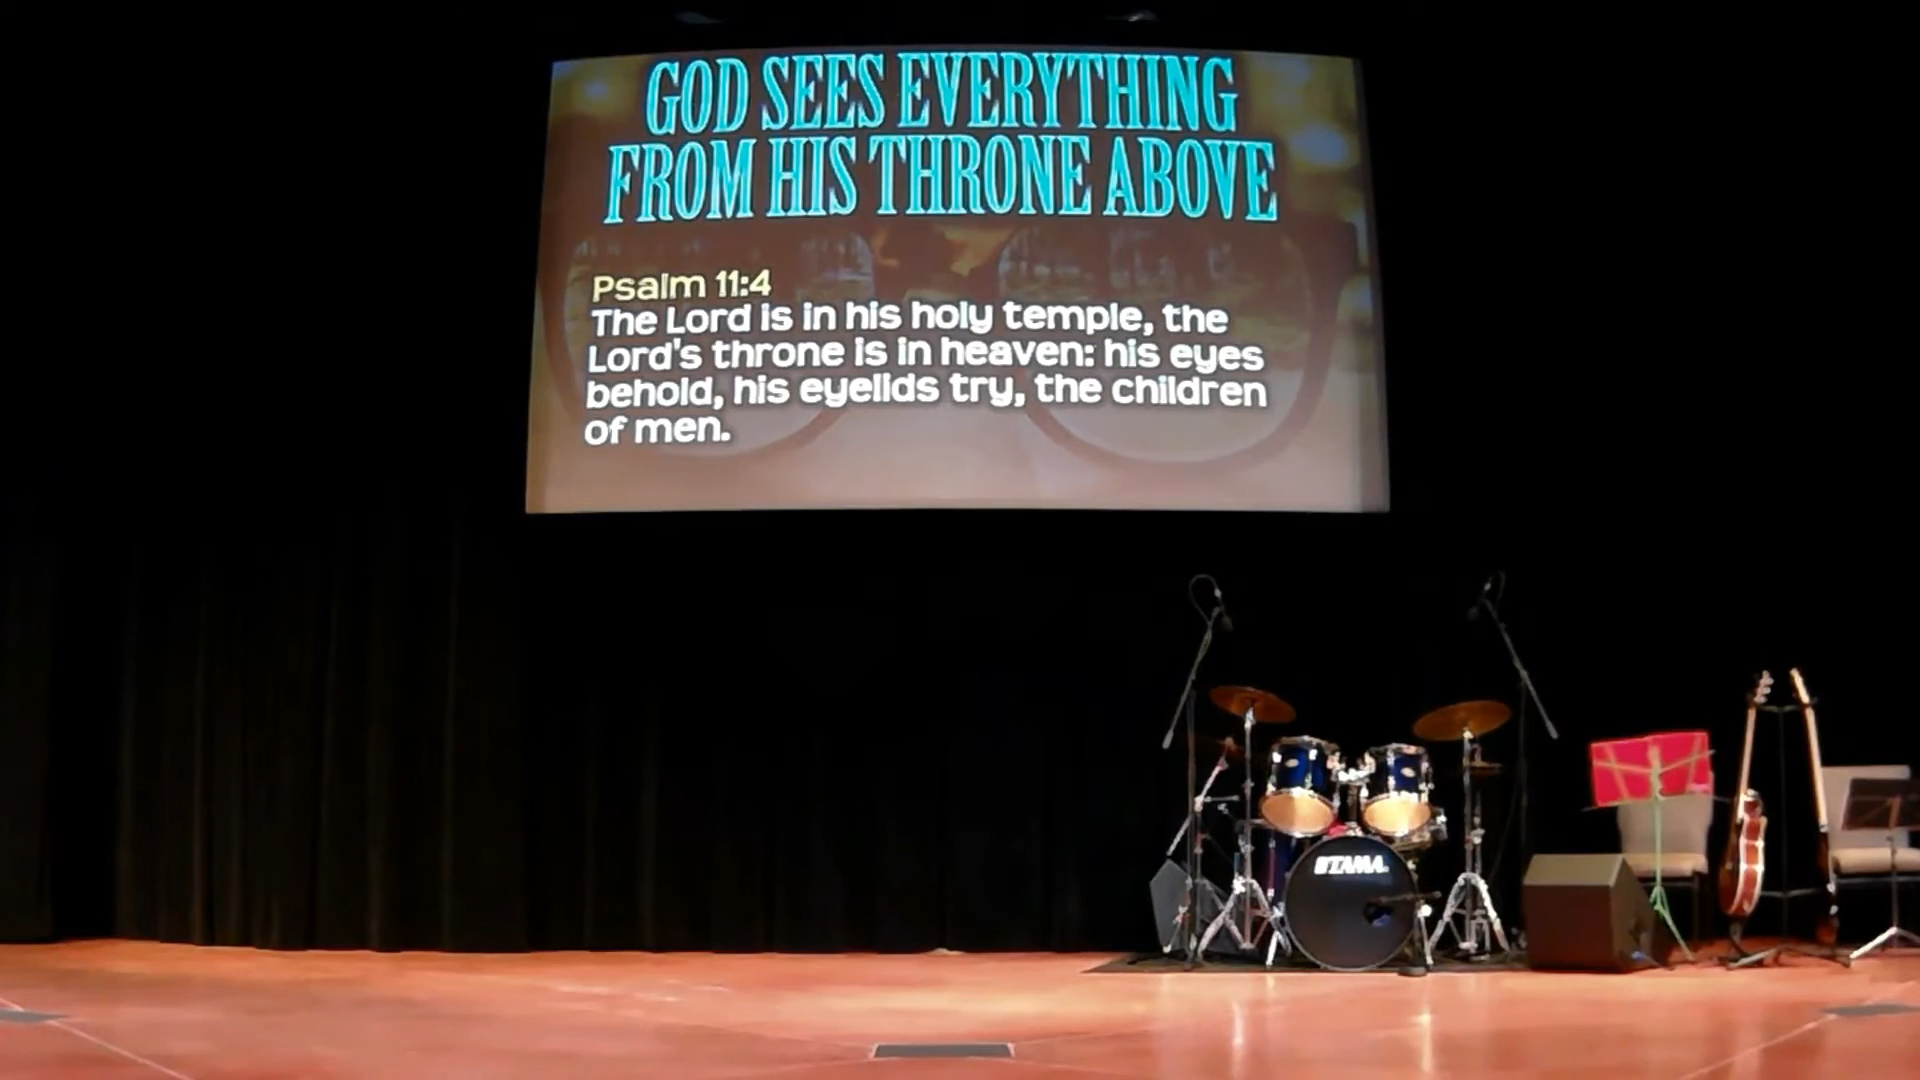 GOD SEES EVERYTHING
FROM HIS THRONE ABOVE
Psalm 11:4
The Lord is in his holy temple, the
Lord's throne is in heaven: his eyes
behold, his eyelids try, the children
of men.
TAMA